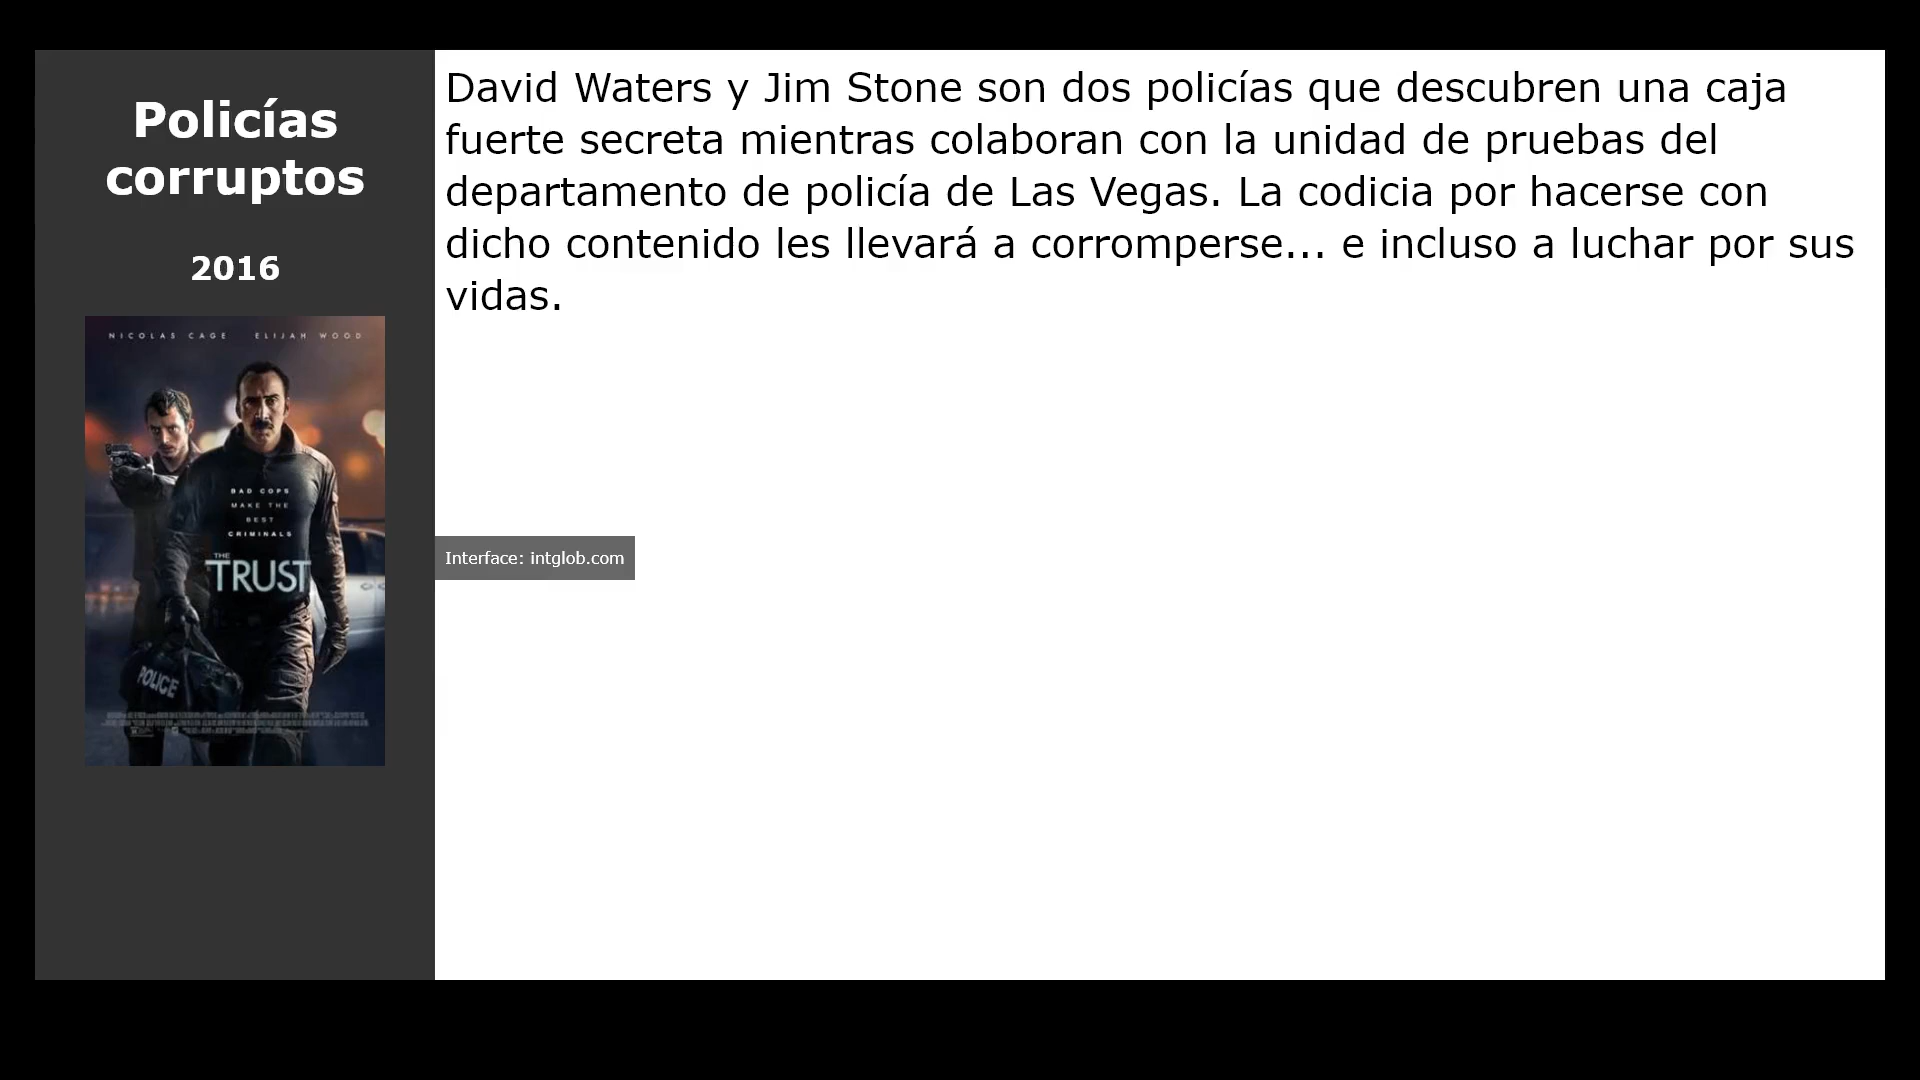 Policías
corruptos
2016
NICOLAS CAGE ELIJAH WOOD
BAD COPS
MAKE THE
BEST
CRIMINALS
THE
TRUST
POLICE
David Waters y Jim Stone son dos policías que descubren una caja
fuerte secreta mientras colaboran con la unidad de pruebas del
departamento de policía de Las Vegas. La codicia por hacerse con
dicho contenido les llevará a corromperse... e incluso a luchar por sus
vidas.
Interface: intglob.com